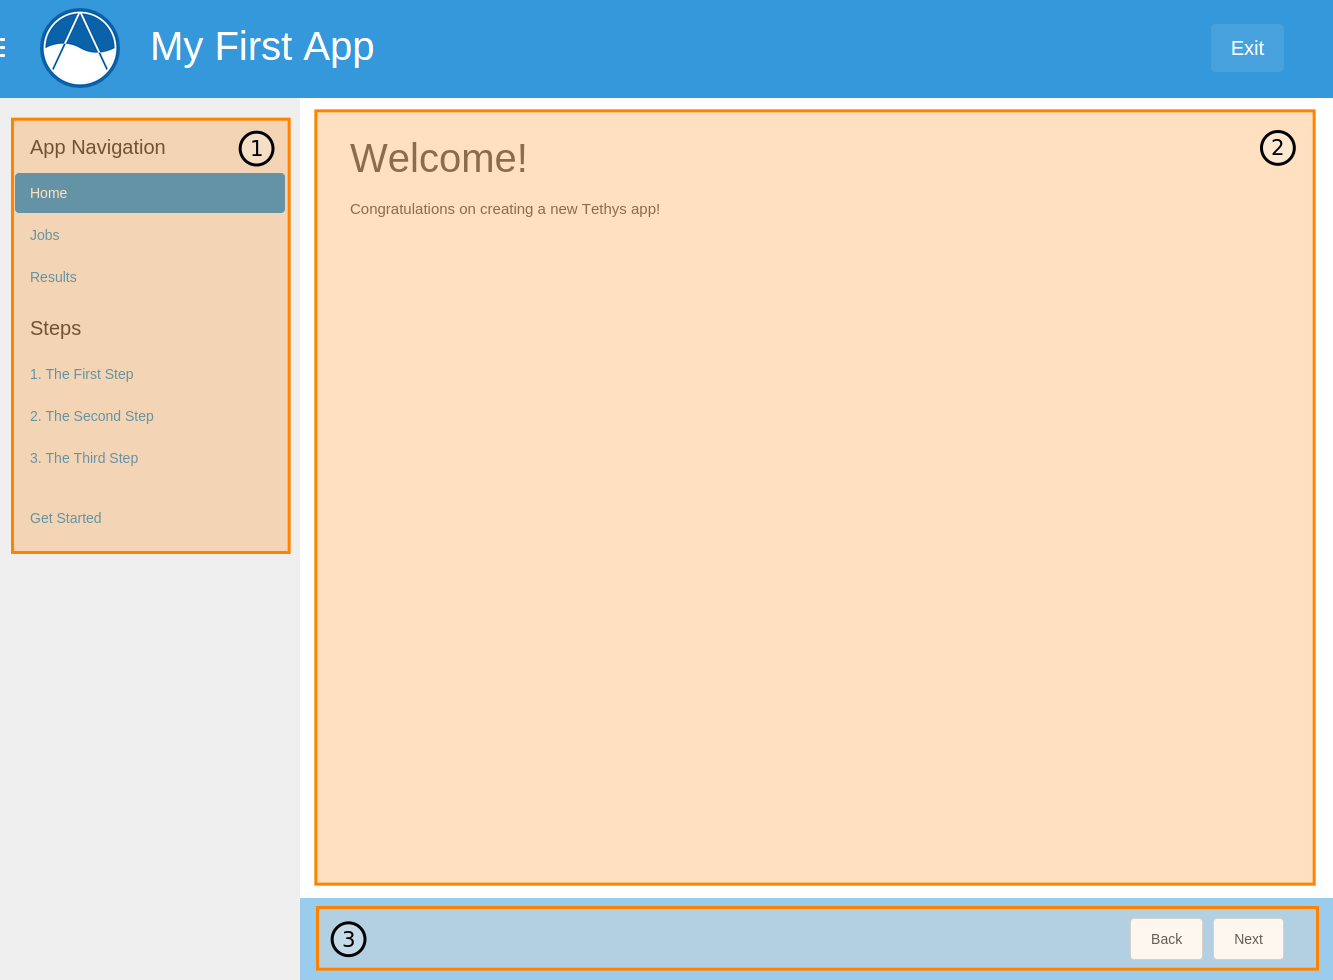 My First App
Exit
App Navigation
1
Home
Jobs
Results
Steps
1. The First Step
2. The Second Step
3. The Third Step
Get Started
2
Welcome!
Congratulations on creating a new Tethys app!
3
Back
Next